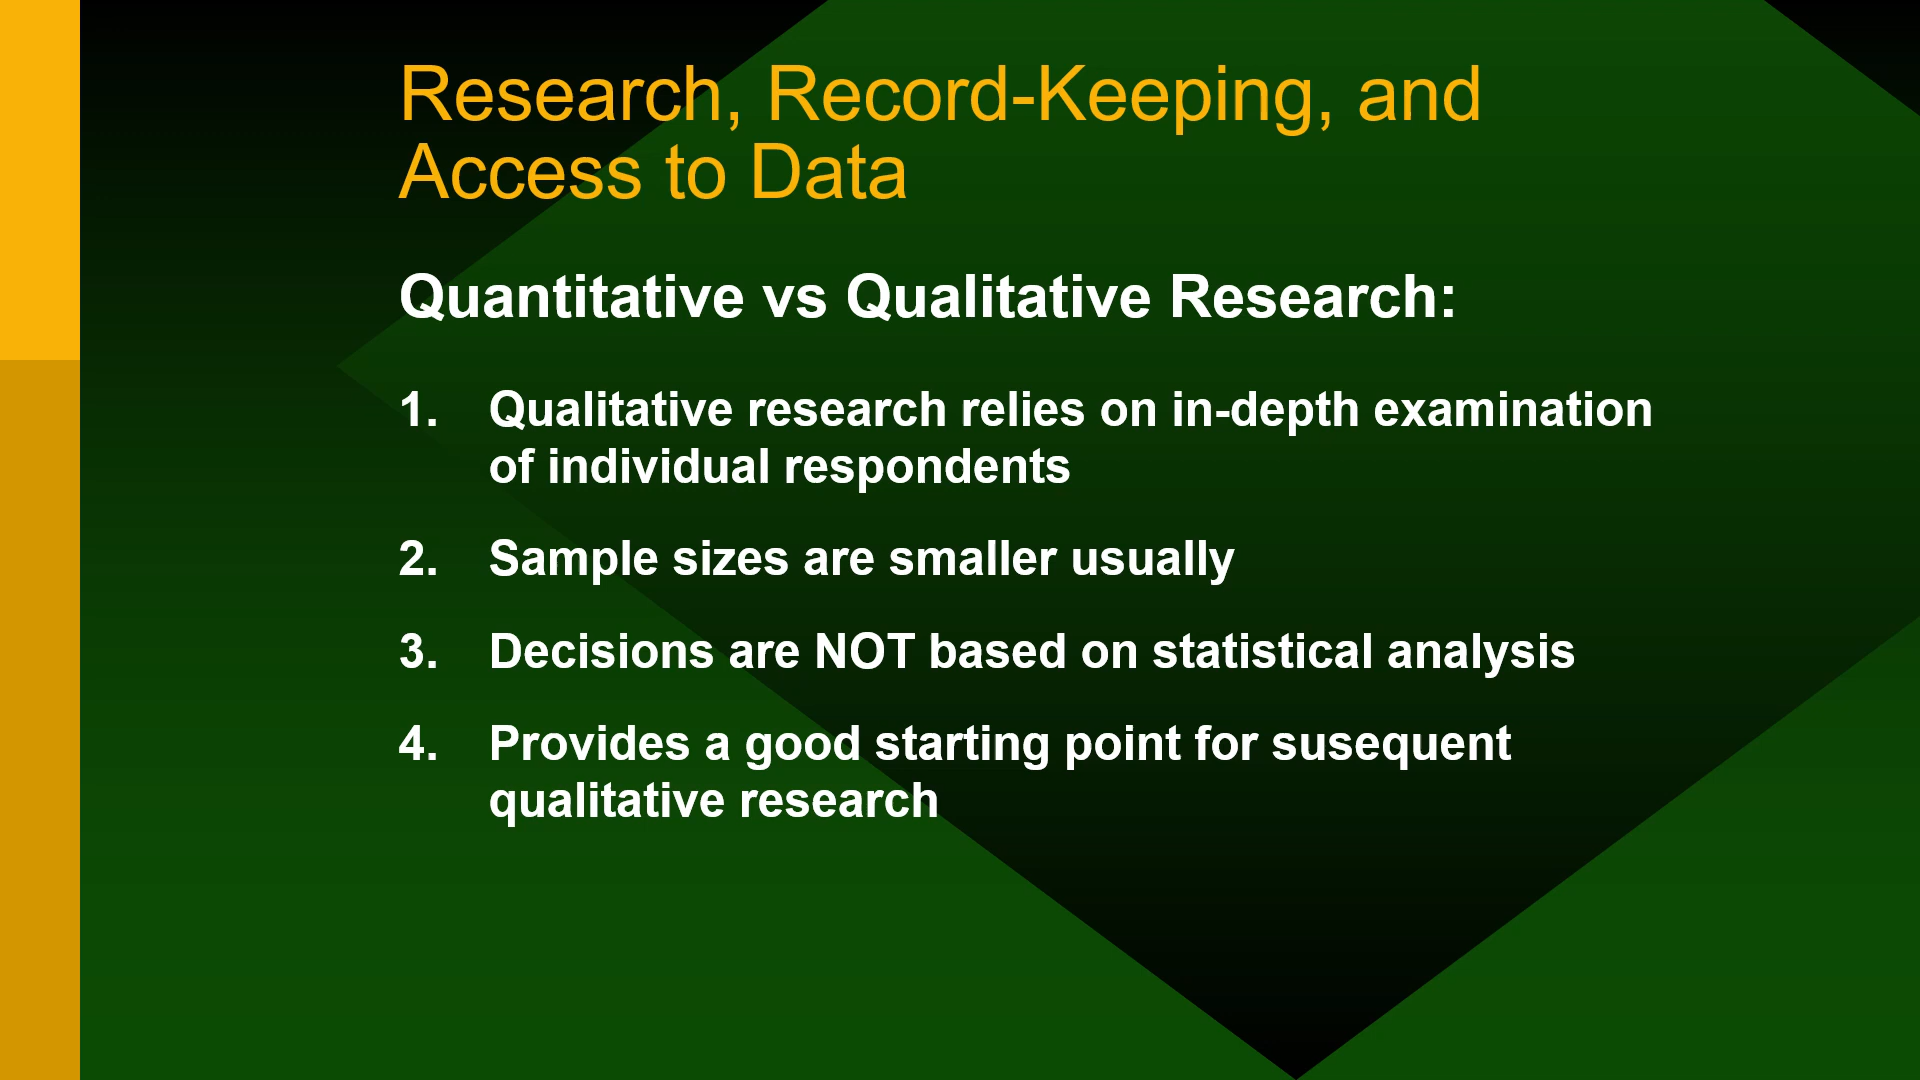 Research, Record-Keeping, and
Access to Data
Quantitative vs Qualitative Research:
1. Qualitative research relies on in-depth examination
of individual respondents
2. Sample sizes are smaller usually
3. Decisions are NOT based on statistical analysis
4. Provides a good starting point for susequent
qualitative research